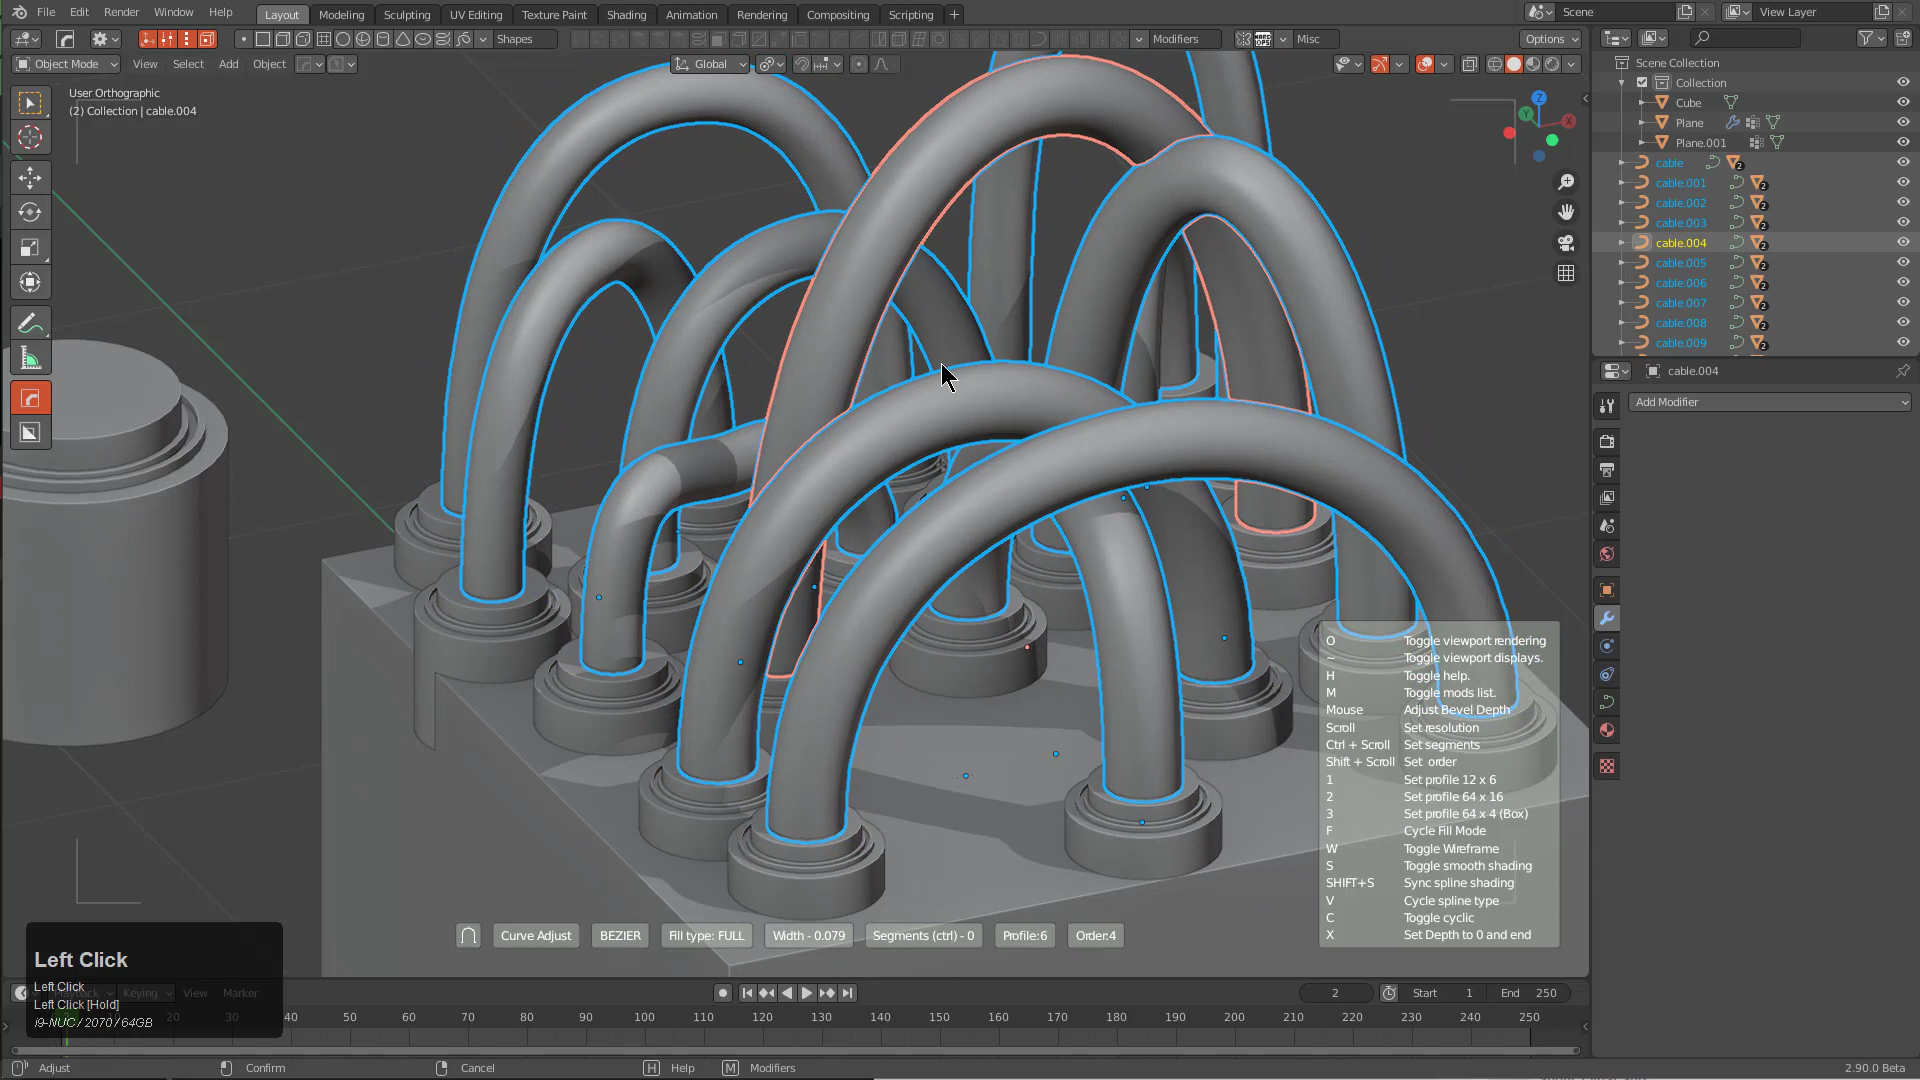 File Edit Render Window Help Layout Modeling Sculpting UV Editing Texture Paint Shading Animation Rendering Compositing Scripting Scene View Layer
Shapes Modifiers Misc Options
Object Mode View Select Add Object Global
User Orthographic
(2) Collection | cable.004
Scene Collection
Collection
Cube
Plane
Plane.001
cable
cable.001
cable.002
cable.003
cable.004
cable.005
cable.006
cable.007
cable.008
cable.009
cable.004
Add Modifier
O Toggle viewport rendering
~ Toggle viewport displays.
H Toggle help.
M Toggle mods list.
Mouse Adjust Bevel Depth
Scroll Set resolution
Ctrl + Scroll Set segments
Shift + Scroll Set order
1 Set profile 12 x 6
2 Set profile 64 x 16
3 Set profile 64 x 4 (Box)
F Cycle Fill Mode
W Toggle Wireframe
S Toggle smooth shading
SHIFT+S Sync spline shading
V Cycle spline type
C Toggle cyclic
X Set Depth to 0 and end
Curve Adjust BEZIER Fill type: FULL Width - 0.079 Segments (ctrl) - 0 Profile:6 Order:4
Left Click
Left Click
Left Click [Hold]
i9-NUC / 2070 / 64GB
Playback Keying View Marker 2 Start 1 End 250
20 30 40 50 60 70 80 90 100 110 120 130 140 150 160 170 180 190 200 210 220 230 240 250
Adjust Confirm Cancel H Help M Modifiers 2.90.0 Beta